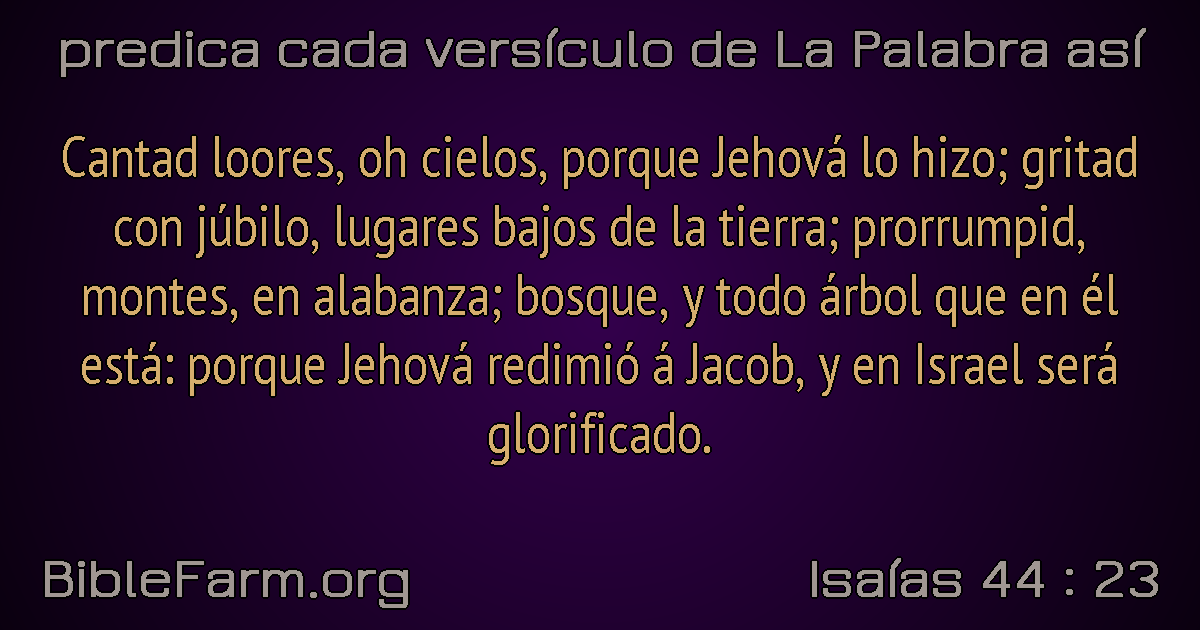 predica cada versículo de La Palabra así
Cantad loores, oh cielos, porque Jehová lo hizo; gritad
con júbilo, lugares bajos de la tierra; prorrumpid,
montes, en alabanza; bosque, y todo árbol que en él
está: porque Jehová redimió á Jacob, y en Israel será
glorificado.
BibleFarm.org
Isaías 44 : 23